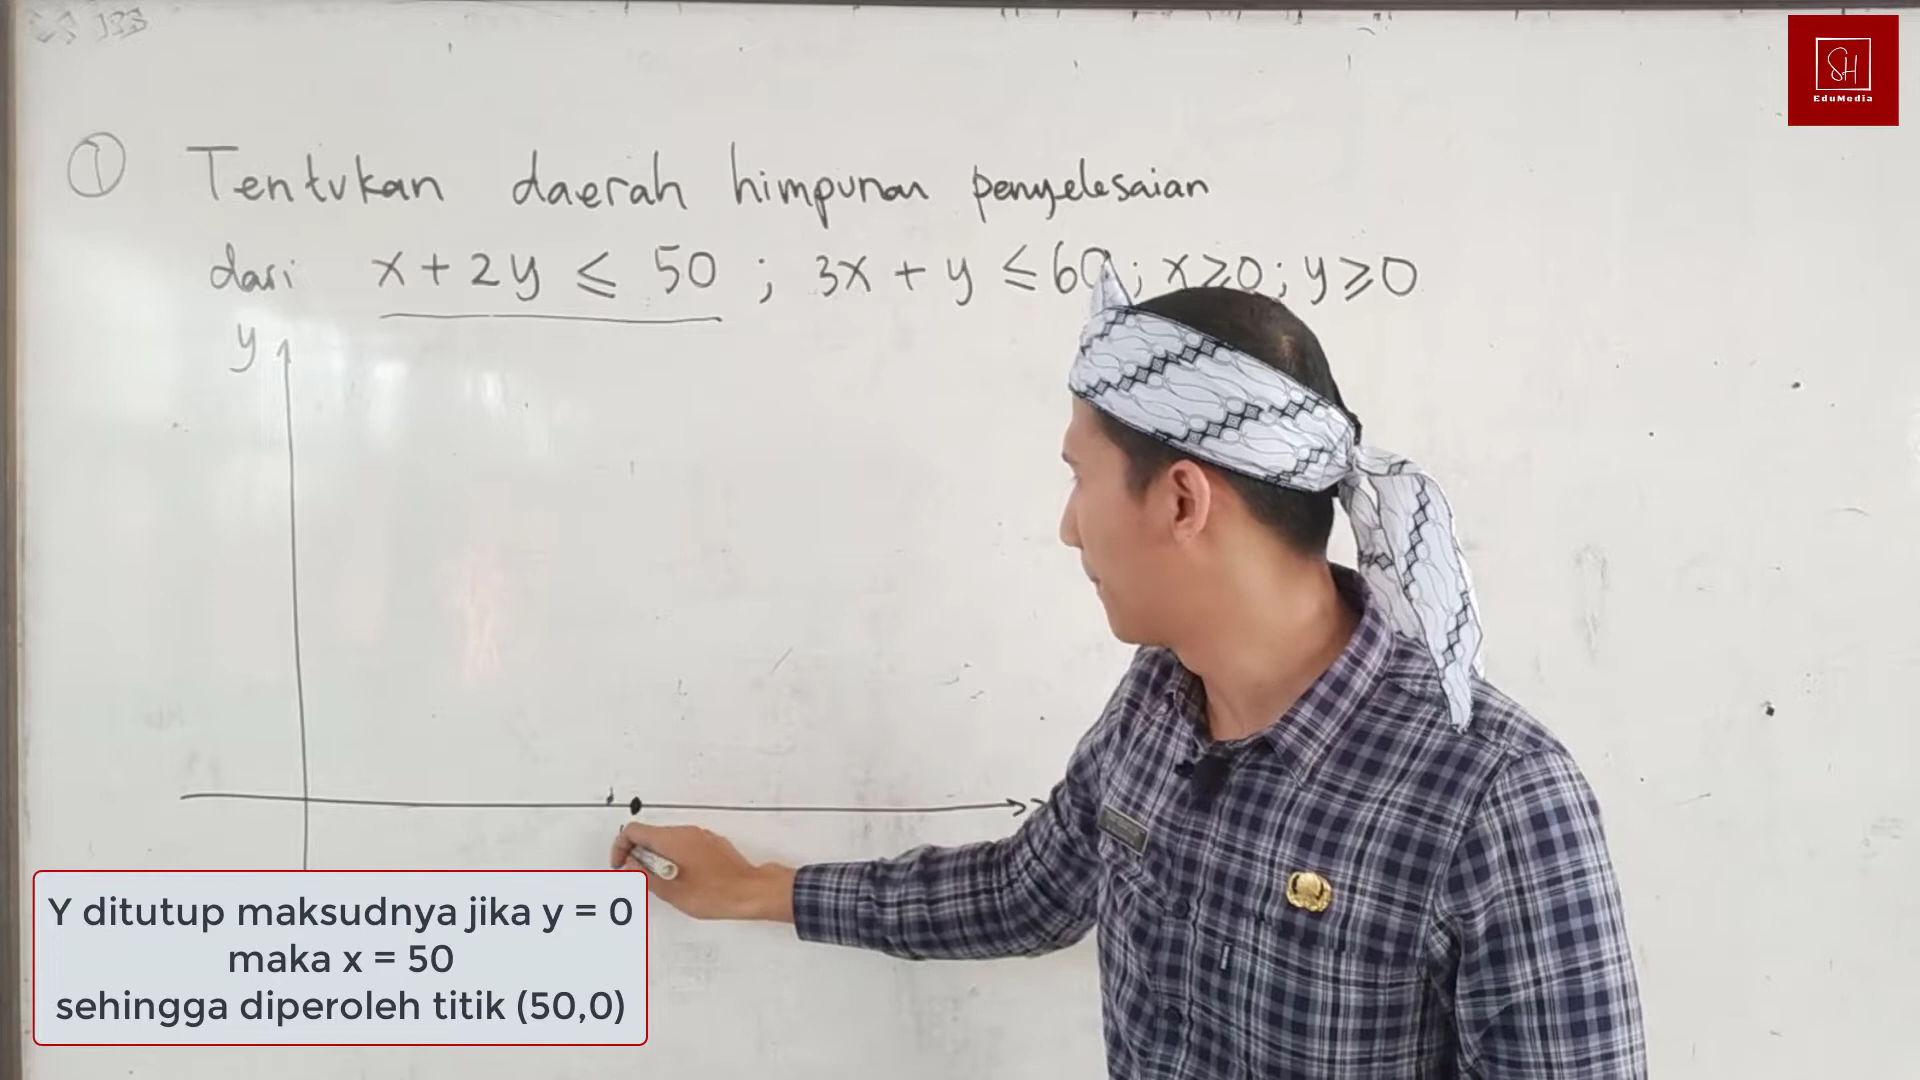 SH
EduMedia
① Tentukan daerah himpunan penyelesaian
dari x + 2y ≤ 50 ; 3x + y ≤ 60 ; x ≥ 0 ; y ≥ 0
y
Y ditutup maksudnya jika y = 0
maka x = 50
sehingga diperoleh titik (50,0)